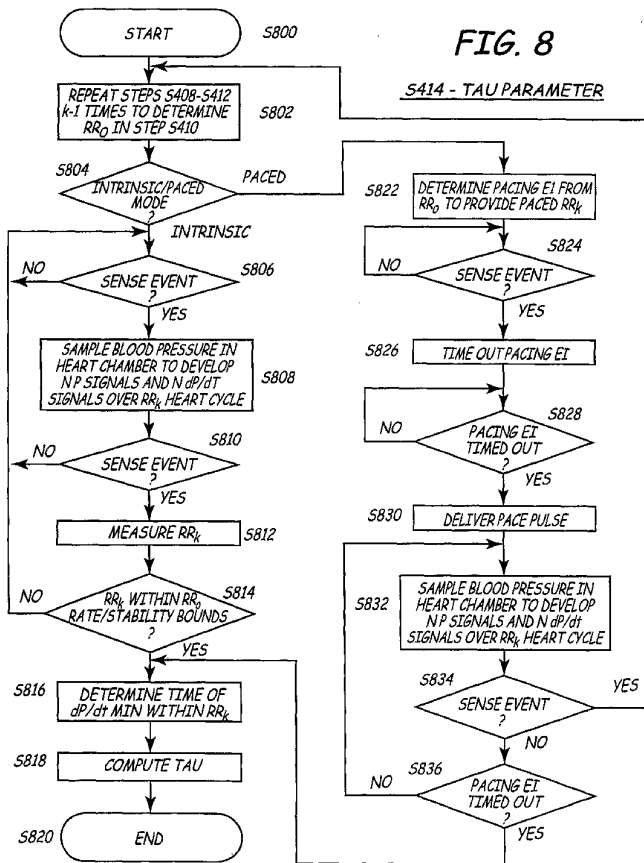 FIG. 8
S414 - TAU PARAMETER
START
S800
REPEAT STEPS S408-S412
k-1 TIMES TO DETERMINE
RRO IN STEP S410
S802
S804
INTRINSIC/PACED
MODE
?
PACED
INTRINSIC
NO
SENSE EVENT
?
S806
YES
SAMPLE BLOOD PRESSURE IN
HEART CHAMBER TO DEVELOP
N P SIGNALS AND N dP/dT
SIGNALS OVER RRk HEART CYCLE
S808
S810
NO
SENSE EVENT
?
YES
MEASURE RRk
S812
NO
RRk WITHIN RRo
RATE/STABILITY BOUNDS
?
S814
YES
S816
DETERMINE TIME OF
dP/dt MIN WITHIN RRk
S818
COMPUTE TAU
S820
END
S822
DETERMINE PACING E1 FROM
RRo TO PROVIDE PACED RRk
S824
NO
SENSE EVENT
?
YES
S826
TIME OUT PACING EI
S828
NO
PACING EI
TIMED OUT
?
YES
S830
DELIVER PACE PULSE
S832
SAMPLE BLOOD PRESSURE IN
HEART CHAMBER TO DEVELOP
N P SIGNALS AND N dP/dt
SIGNALS OVER RRk HEART CYCLE
S834
SENSE EVENT
?
YES
NO
S836
NO
PACING EI
TIMED OUT
?
YES